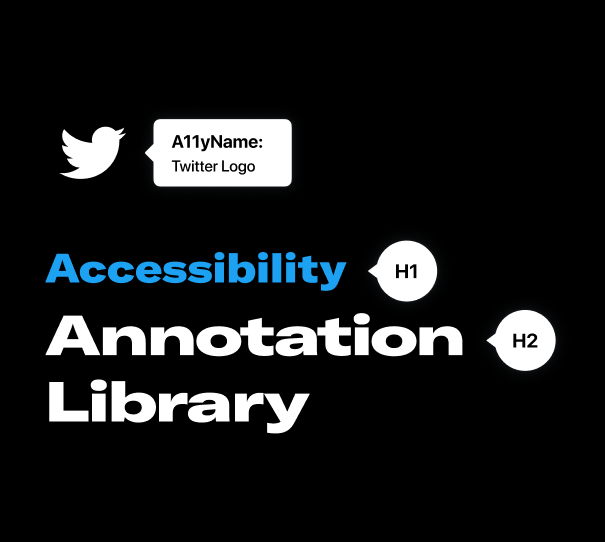 A11yName:
Twitter Logo
Accessibility
H1
Annotation
H2
Library